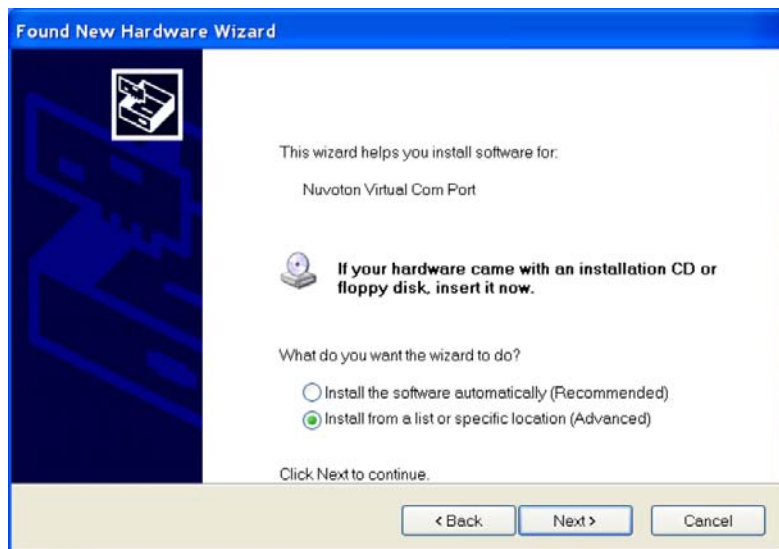 Found New Hardware Wizard
This wizard helps you install software for:
Nuvoton Virtual Com Port
If your hardware came with an installation CD or
floppy disk, insert it now.
What do you want the wizard to do?
Install the software automatically (Recommended)
Install from a list or specific location (Advanced)
Click Next to continue.
< Back
Next >
Cancel